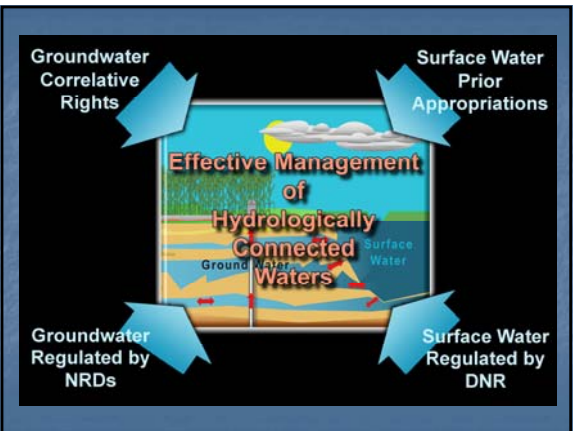 Groundwater
Correlative
Rights
Surface Water
Prior
Appropriations
Effective Management
of
Hydrologically
Connected
Waters
Surface
Water
Ground Water
Groundwater
Regulated by
NRDs
Surface Water
Regulated by
DNR